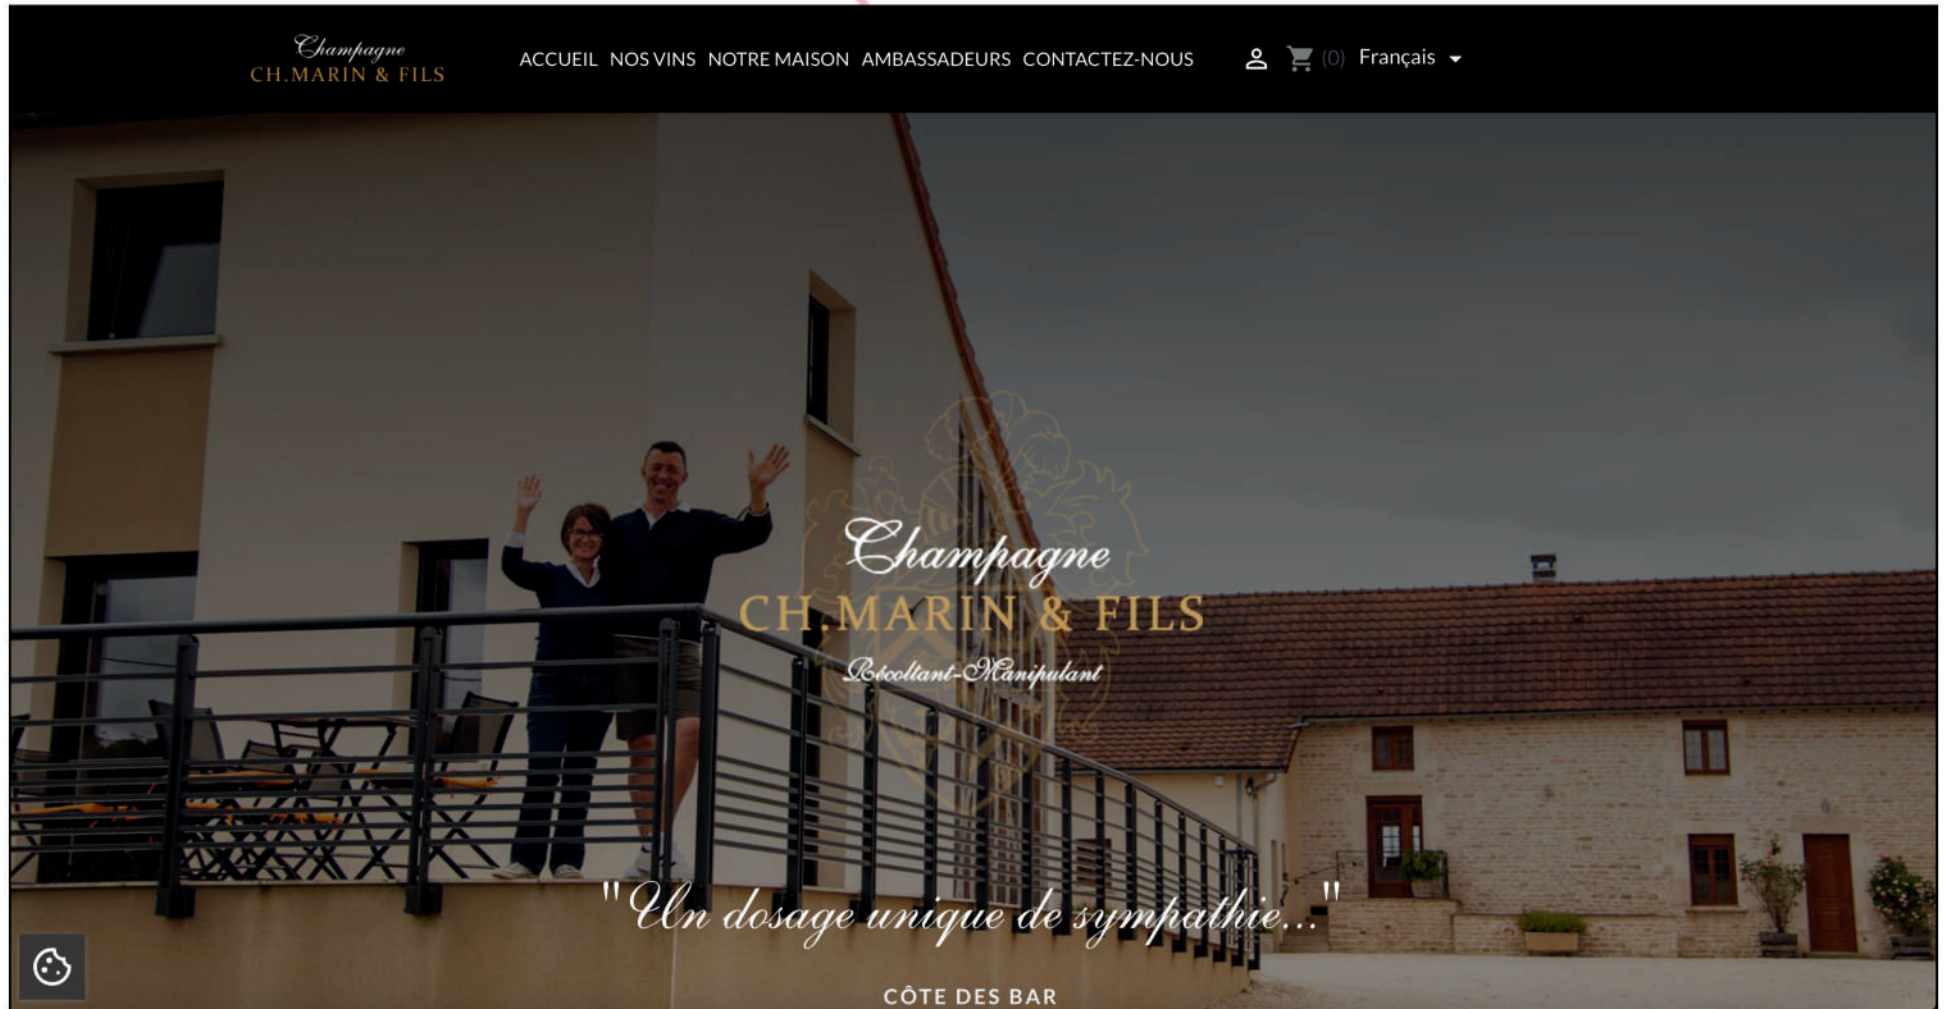 Champagne
CH.MARIN & FILS
ACCUEIL NOS VINS NOTRE MAISON AMBASSADEURS CONTACTEZ-NOUS (0) Français
Champagne
CH.MARIN & FILS
Récoltant-Manipulant
"Un dosage unique de sympathie..."
CÔTE DES BAR